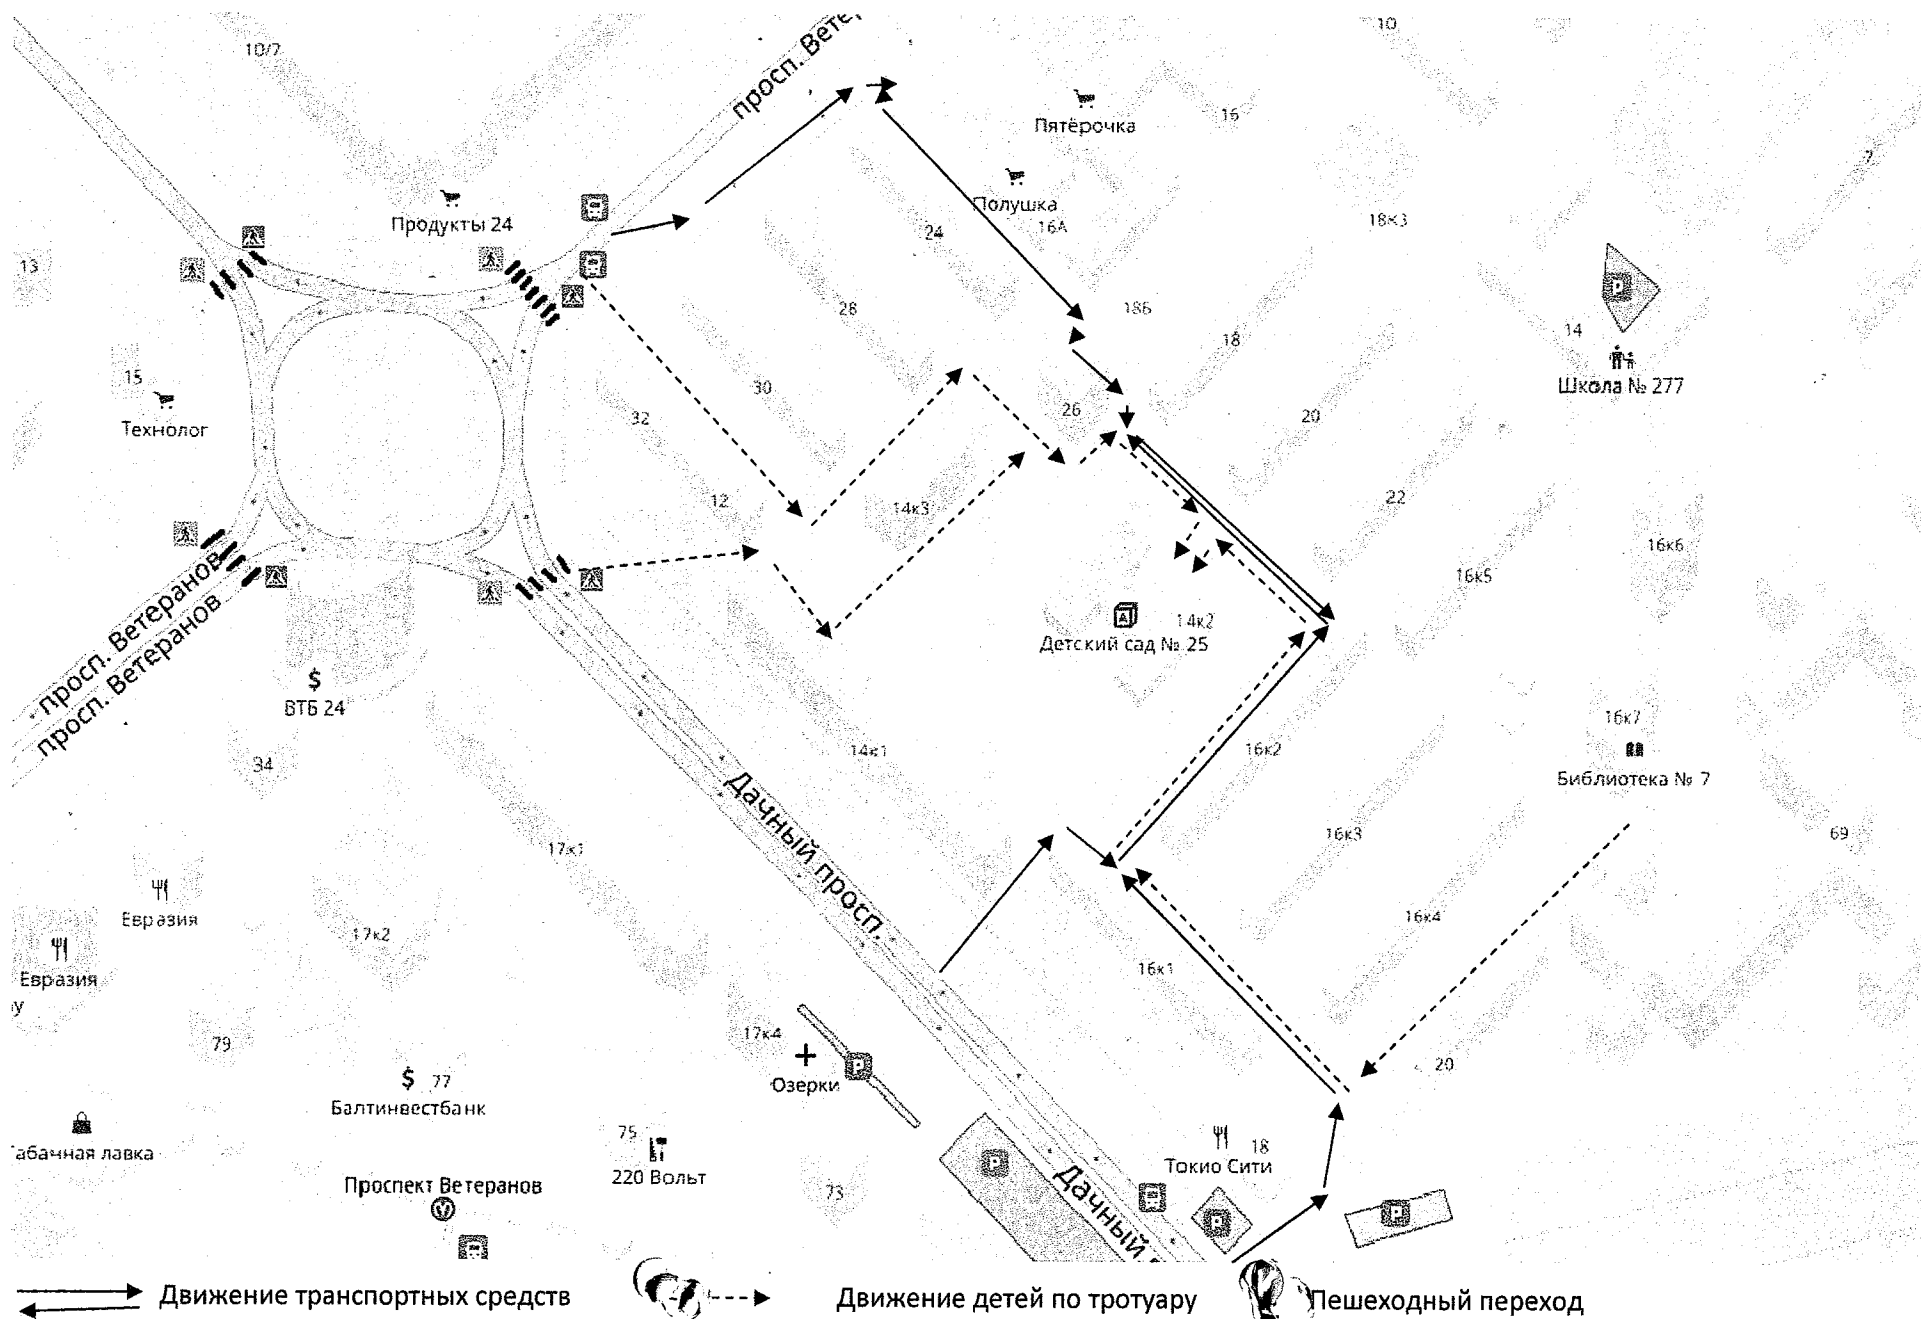 10/7
просп. Вете
10
Пятёрочка
16
7
Продукты 24
Полушка
16А
24
18к3
13
28
18Б
18
P
14
Школа № 277
15
Технолог
30
32
26
20
12
14к3
22
16к6
16к5
просп. Ветеранов
просп. Ветеранов
14к2
Детский сад № 25
$
ВТБ 24
34
14к1
16к2
16к7
Библиотека № 7
Дачный просп.
17к1
16к3
69
Евразия
17к2
16к4
Евразия
у
16к1
79
17к4
Озерки
P
20
$ 77
Балтинвестбанк
абачная лавка
75
220 Вольт
18
Токио Сити
P
Проспект Ветеранов
73
Дачный
P
P
Движение транспортных средств
Движение детей по тротуару
Пешеходный переход